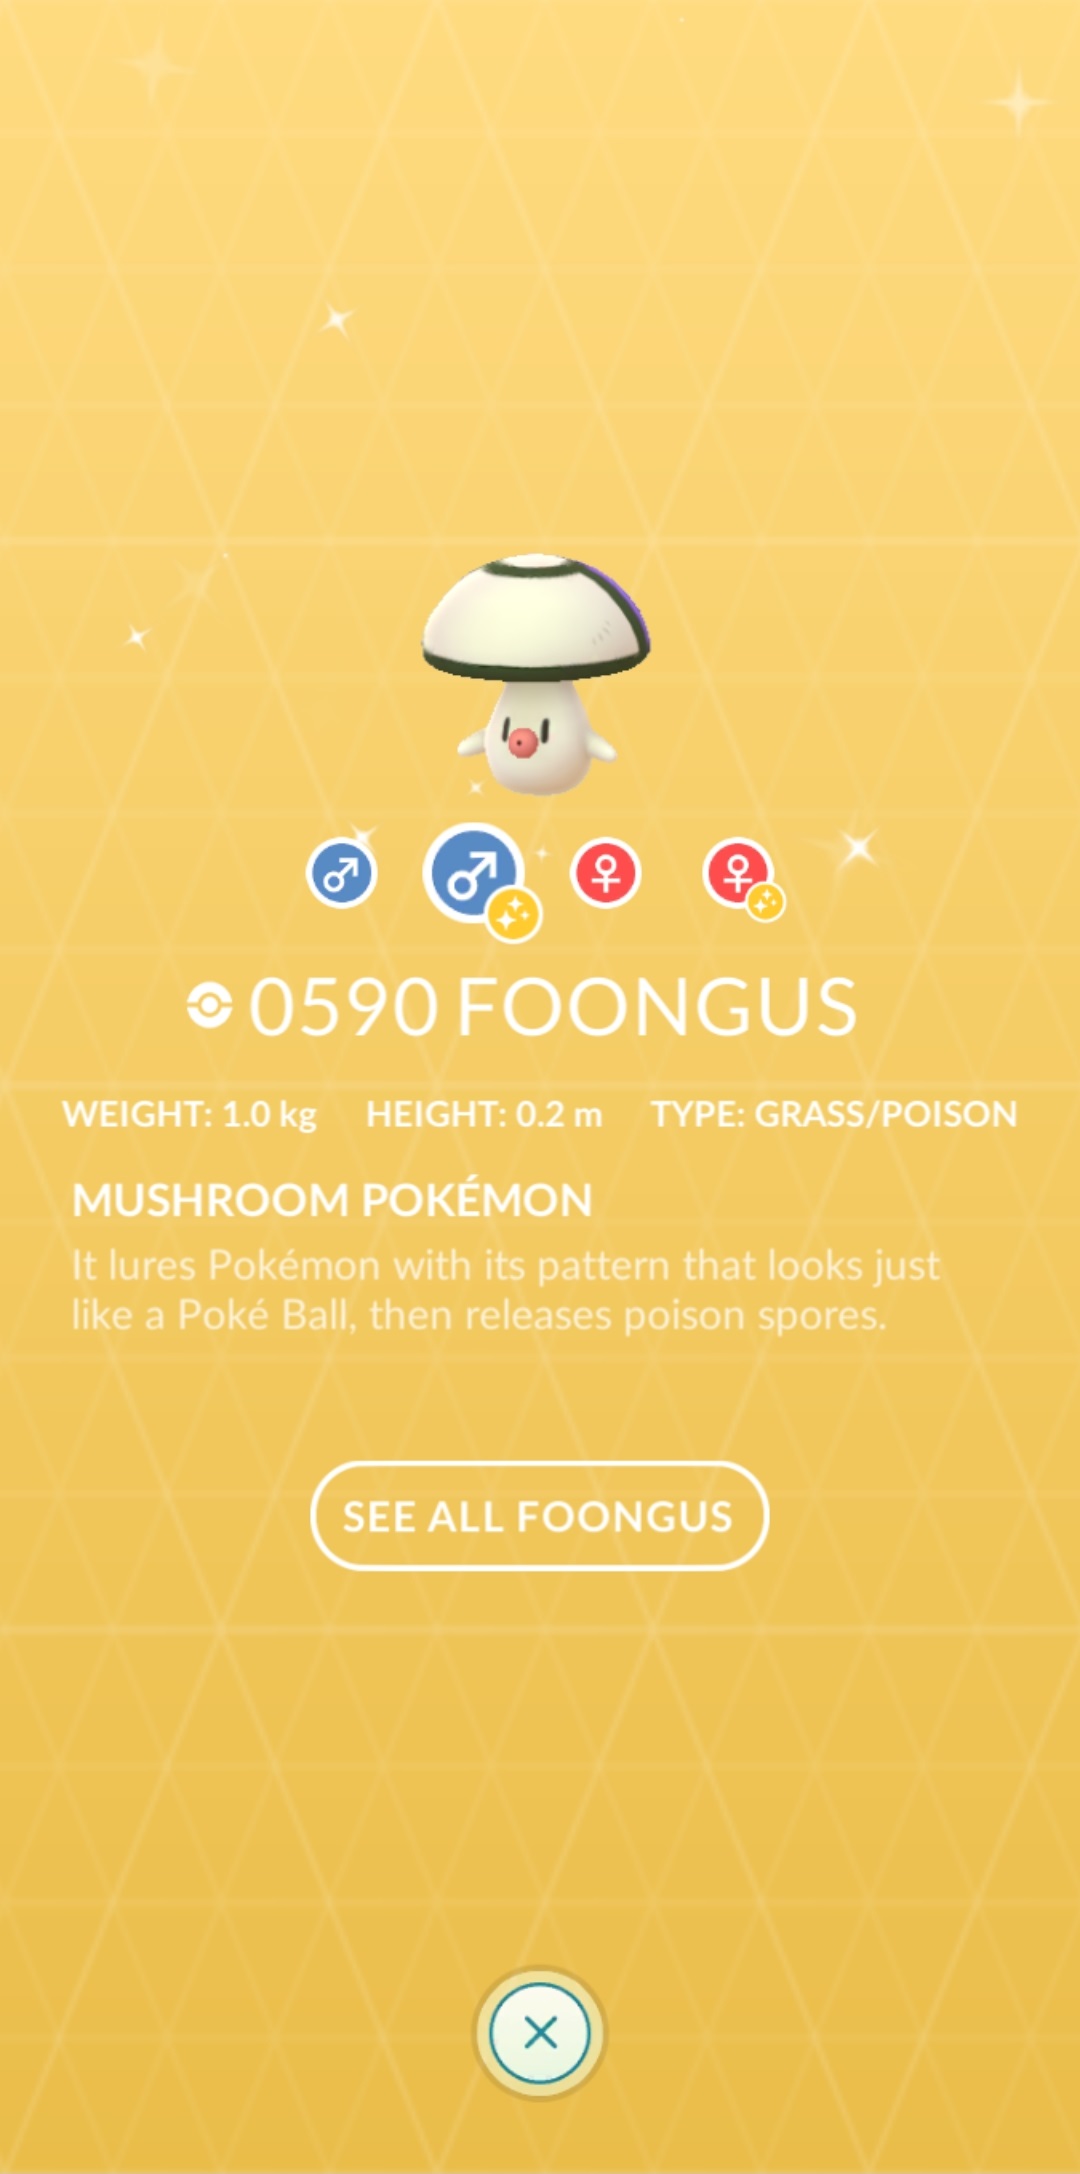 0590 FOONGUS
WEIGHT: 1.0 kg HEIGHT: 0.2 m TYPE: GRASS/POISON
MUSHROOM POKÉMON
It lures Pokémon with its pattern that looks just
like a Poké Ball, then releases poison spores.
SEE ALL FOONGUS